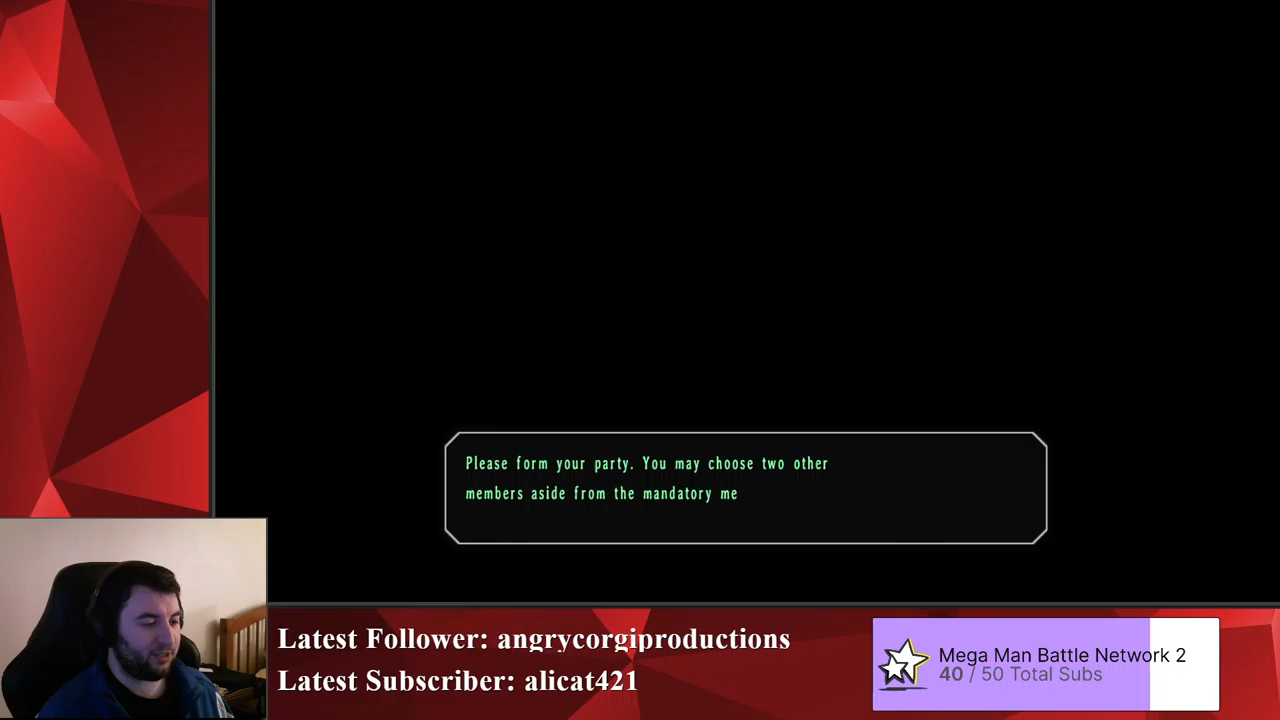 Please form your party. You may choose two other
members aside from the mandatory me
Latest Follower: angrycorgiproductions
Latest Subscriber: alicat421
Mega Man Battle Network 2
40 / 50 Total Subs